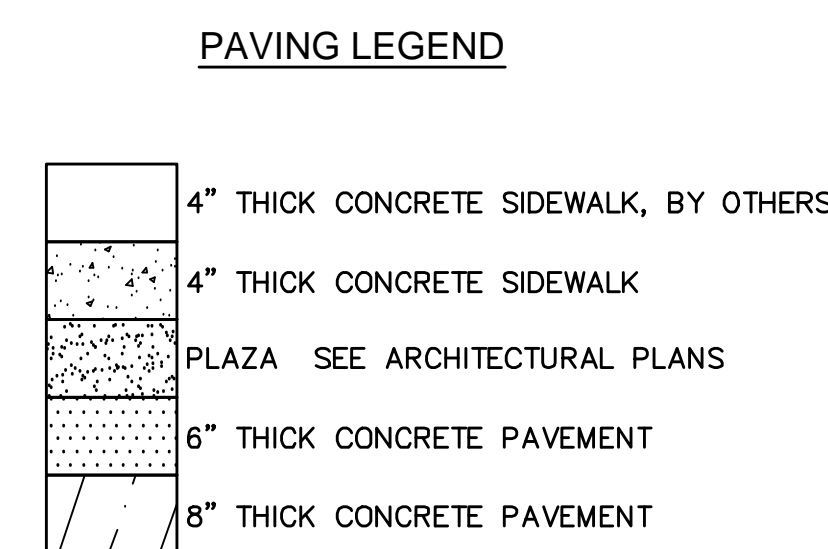 PAVING LEGEND
4” THICK CONCRETE SIDEWALK, BY OTHERS
4” THICK CONCRETE SIDEWALK
PLAZA SEE ARCHITECTURAL PLANS
6” THICK CONCRETE PAVEMENT
8” THICK CONCRETE PAVEMENT